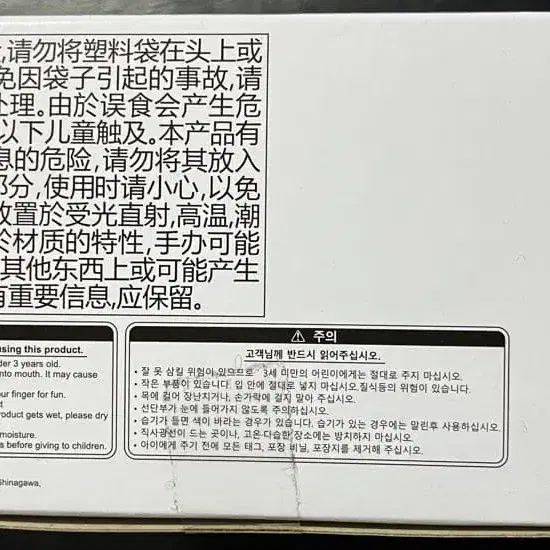 ,请勿将塑料袋在头上或
免因袋子引起的事故,请
处理。由於误食会产生危
以下儿童触及。本产品有
息的危险,请勿将其放入
部分,使用时请小心,以免
放置於受光直射,高温,潮
於材质的特性,手办可能
其他东西上或可能产生
有重要信息,应保留。
using this product.
der 3 years old.
nto mouth. It may cause
ur finger for fun.
roduct gets wet, please dry
moisture.
s before giving to children.
Shinagawa,
⚠ 주의
고객님께 반드시 읽어주십시오.
• 잘 못 삼킬 위험이 있으므로 3세 미만의 어린이에게는 절대로 주지 마십시오.
• 작은 부품이 있습니다. 입 안에 절대로 넣지 마십시오.질식등의 위험이 있습니다.
• 목에 걸어 장난치거나, 손가락에 걸지 말아 주십시오.
• 선단부가 눈에 들어가지 않도록 주의하십시오.
• 습기가 들면 색이 바라는 경우가 있습니다. 습기가 있는 경우에는 말린후 사용하십시오.
• 직사광선이 드는 곳이나, 고온·다습한 장소에는 방치하지 마십시오.
• 아이에게 주기 전에 모든 태그, 포장 비닐, 포장지를 제거해 주십시오.